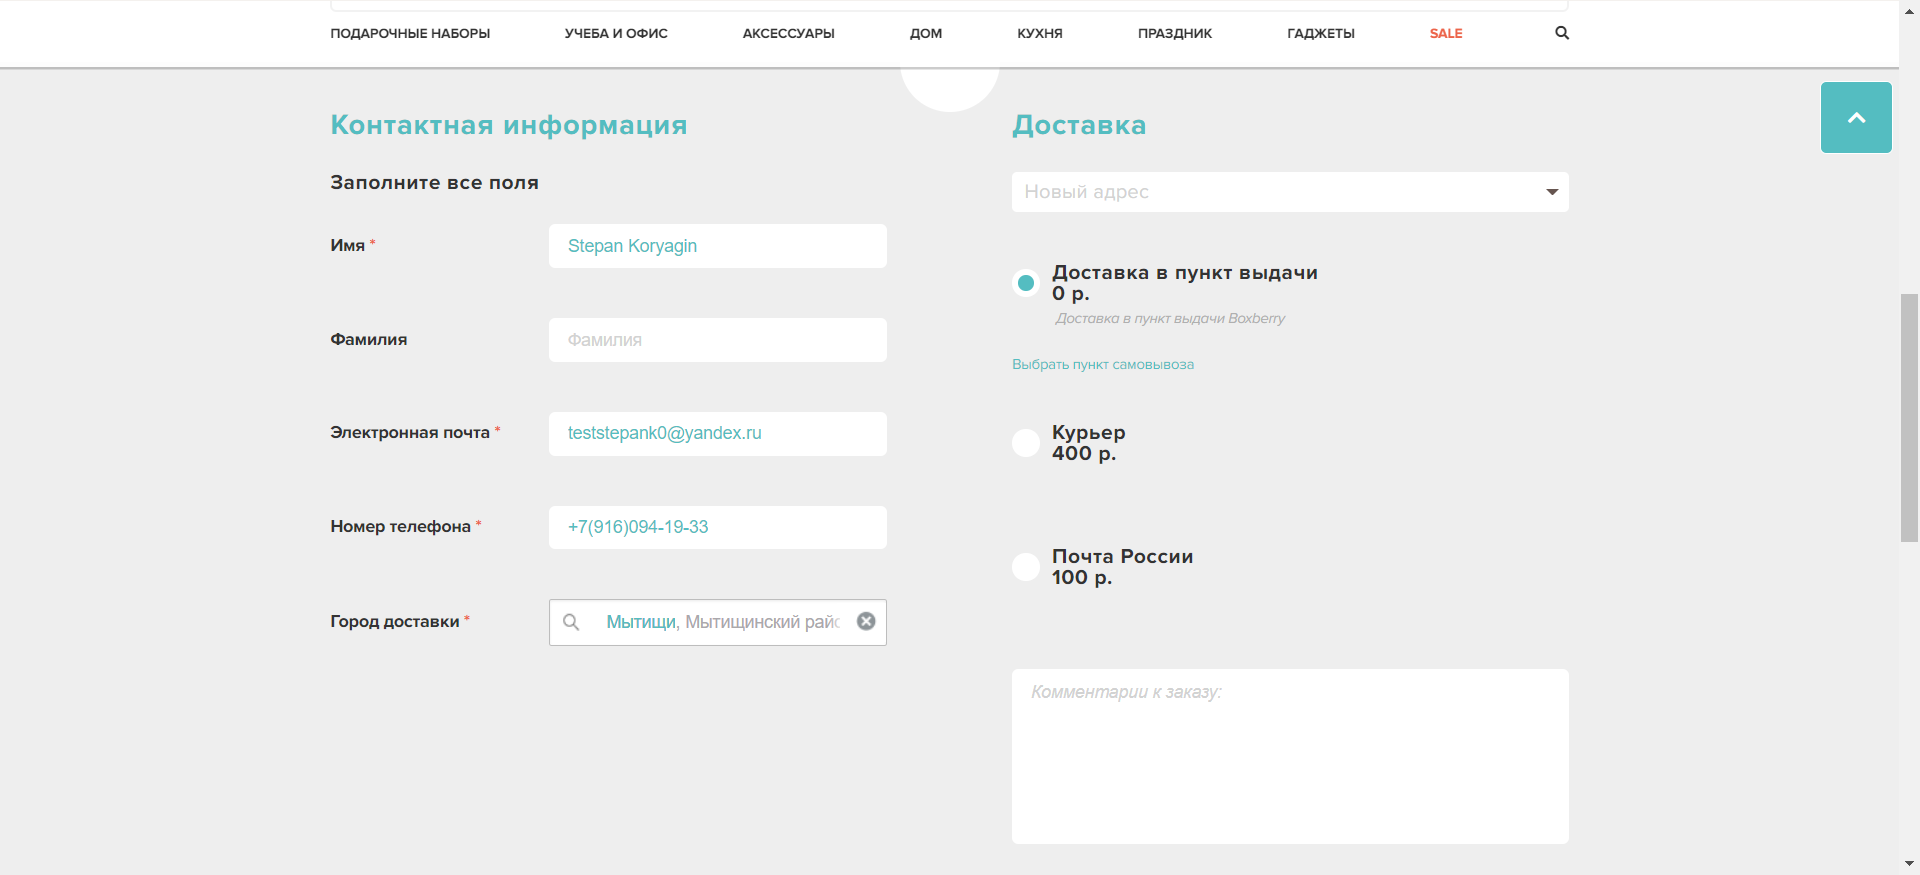 ПОДАРОЧНЫЕ НАБОРЫ УЧЕБА И ОФИС АКСЕССУАРЫ ДОМ КУХНЯ ПРАЗДНИК ГАДЖЕТЫ SALE
Контактная информация
Заполните все поля
Имя *
Stepan Koryagin
Фамилия
Фамилия
Электронная почта *
teststepank0@yandex.ru
Номер телефона *
+7(916)094-19-33
Город доставки *
Мытищи, Мытищинский райо
Доставка
Новый адрес
Доставка в пункт выдачи
0 р.
Доставка в пункт выдачи Boxberry
Выбрать пункт самовывоза
Курьер
400 р.
Почта России
100 р.
Комментарии к заказу: